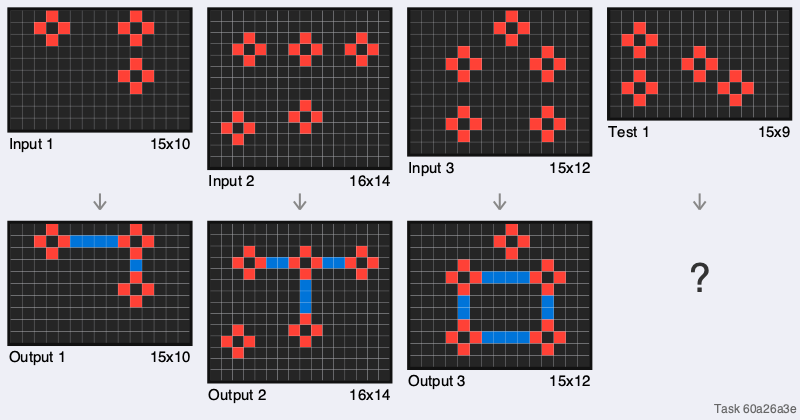 Input 1 15x10
Input 2 16x14
Input 3 15x12
Test 1 15x9
Output 1 15x10
Output 2 16x14
Output 3 15x12
?
Task 60a26a3e